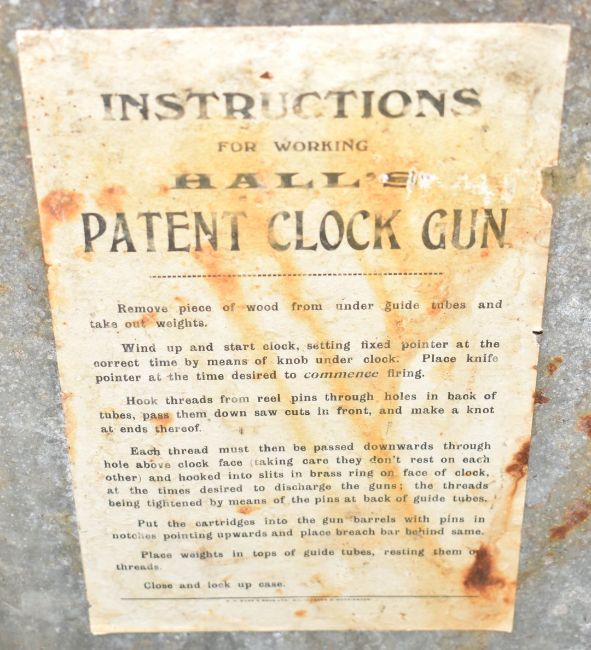 INSTRUCTIONS
FOR WORKING
HALL'S
PATENT CLOCK GUN
Remove piece of wood from under guide tubes and
take out weights.
Wind up and start clock, setting fixed pointer at the
correct time by means of knob under clock. Place knife
pointer at the time desired to commence firing.
Hook threads from reel pins through holes in back of
tubes, pass them down saw cuts in front, and make a knot
at ends thereof.
Each thread must then be passed downwards through
hole above clock face (taking care they don't rest on each
other) and hooked into slits in brass ring on face of clock,
at the times desired to discharge the guns; the threads
being tightened by means of the pins at back of guide tubes.
Put the cartridges into the gun barrels with pins in
notches pointing upwards and place breach bar behind same.
Place weights in tops of guide tubes, resting them on
threads.
Close and lock up case.